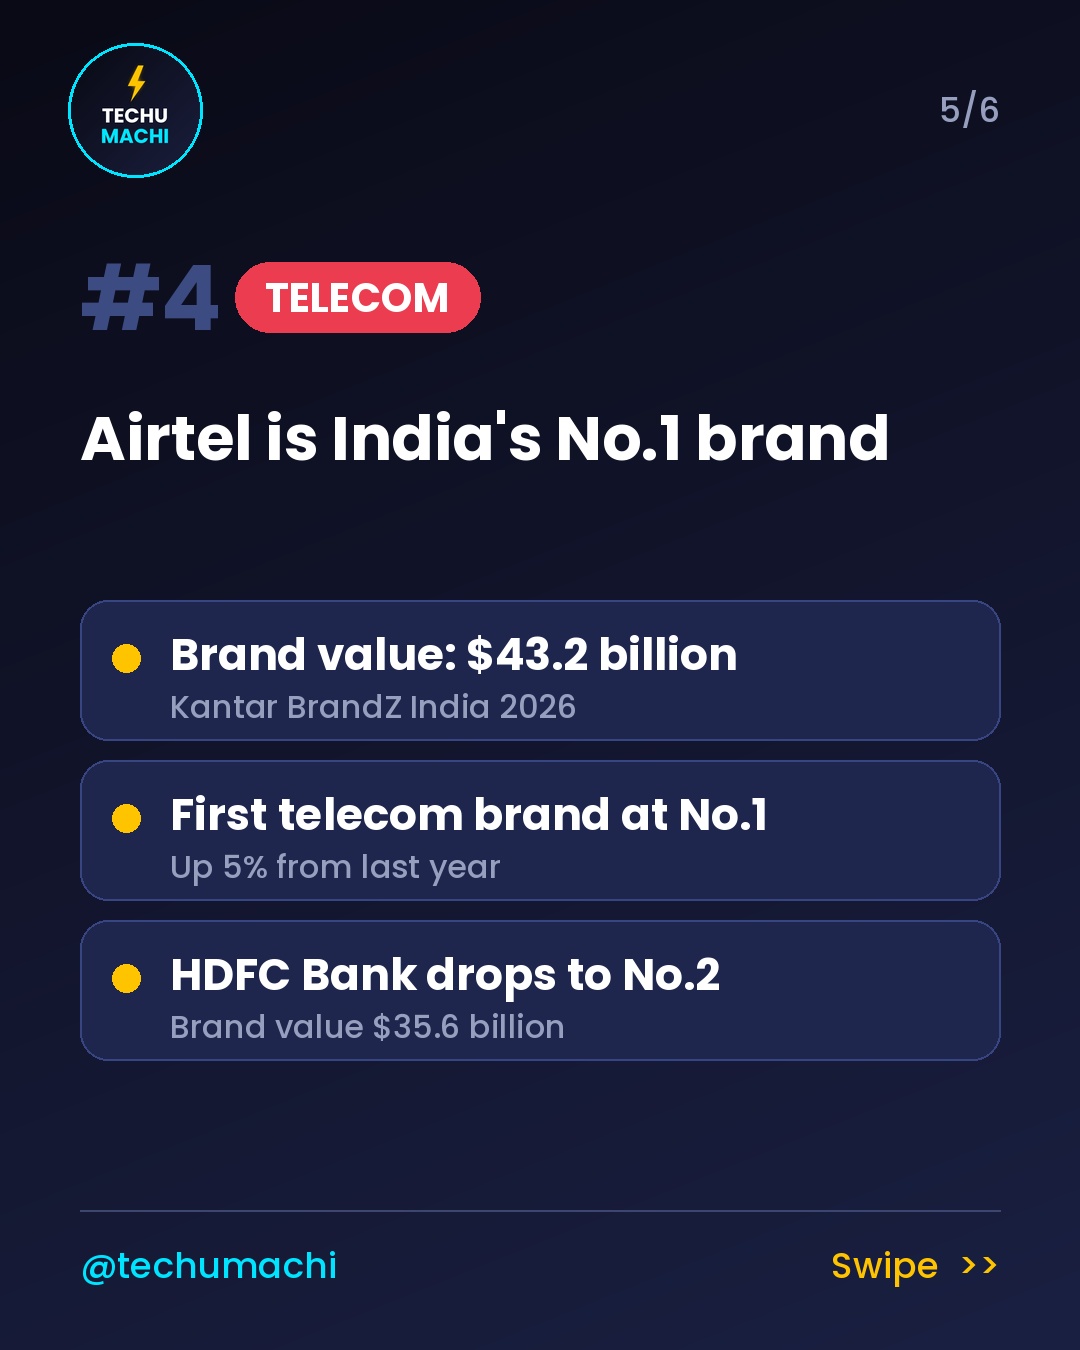 TECHU
MACHI
5/6
#4 TELECOM
Airtel is India's No.1 brand
Brand value: $43.2 billion
Kantar BrandZ India 2026
First telecom brand at No.1
Up 5% from last year
HDFC Bank drops to No.2
Brand value $35.6 billion
@techumachi
Swipe >>